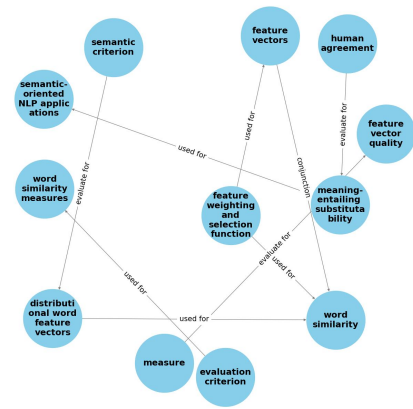 semantic
criterion
feature
vectors
human
agreement
semantic-
oriented
NLP applic
ations
feature
vector
quality
word
similarity
measures
feature
weighting
and
selection
function
meaning-
entailing
substituta
bility
distributi
onal word
feature
vectors
word
similarity
measure
evaluation
criterion
evaluate for
used for
used for
conjunction
evaluate for
used for
evaluate for
used for
used for